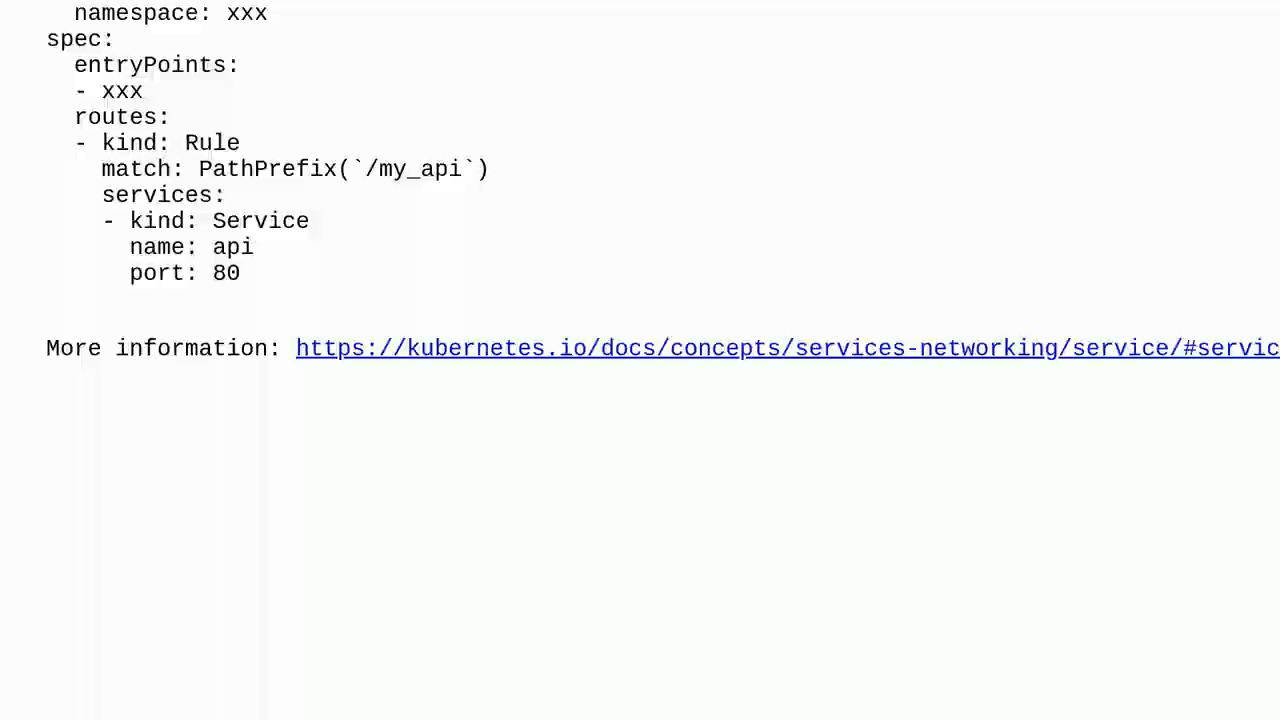 namespace: xxx
spec:
  entryPoints:
  - xxx
  routes:
  - kind: Rule
    match: PathPrefix(`/my_api`)
    services:
    - kind: Service
      name: api
      port: 80
More information: https://kubernetes.io/docs/concepts/services-networking/service/#servic